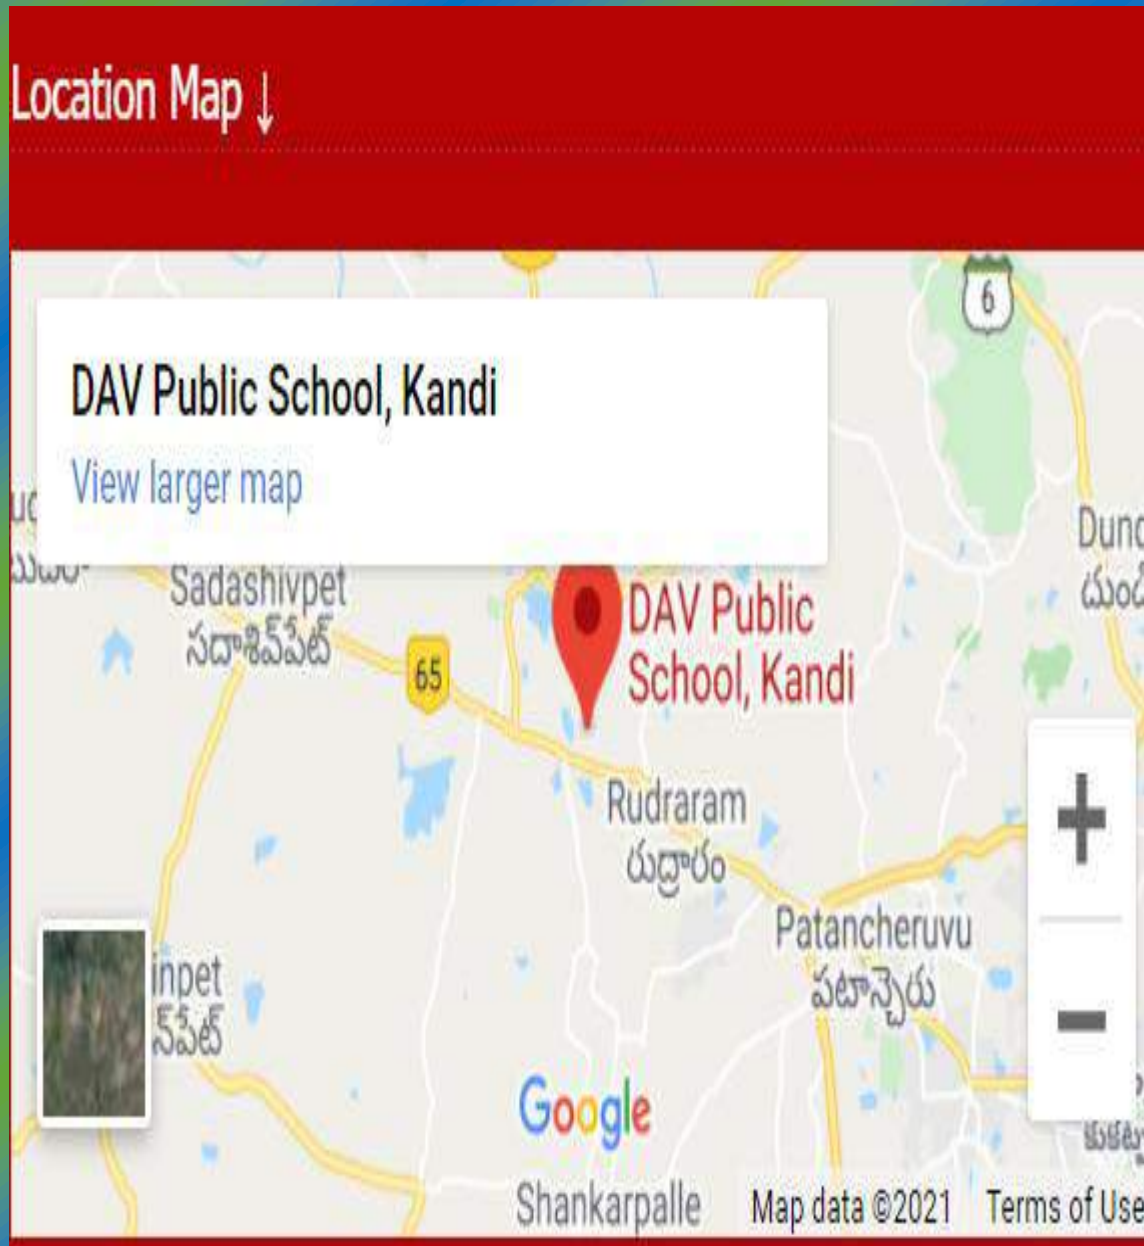 Location Map ↓
6
DAV Public School, Kandi
View larger map
Sadashivpet
సదాశివ్‌పేట్
65
DAV Public
School, Kandi
Rudraram
రుద్రారం
Patancheruvu
పటాన్చెరు
inpet
న్‌పేట్
Google
Shankarpalle
Map data ©2021
Terms of Use